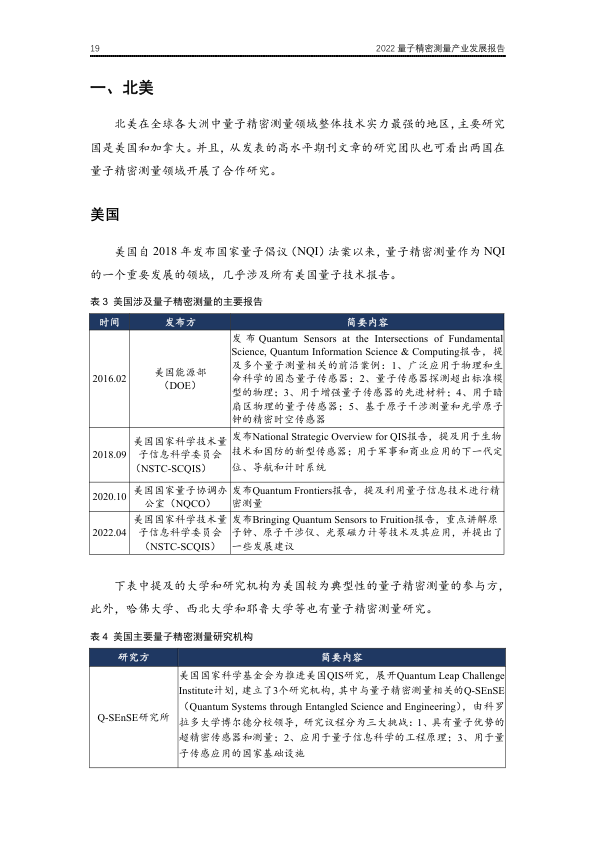 19
2022 量子精密测量产业发展报告
一、北美
北美在全球各大洲中量子精密测量领域整体技术实力最强的地区，主要研究
国是美国和加拿大。并且，从发表的高水平期刊文章的研究团队也可看出两国在
量子精密测量领域开展了合作研究。
美国
美国自 2018 年发布国家量子倡议（NQI）法案以来，量子精密测量作为 NQI
的一个重要发展的领域，几乎涉及所有美国量子技术报告。
表 3 美国涉及量子精密测量的主要报告
时间 发布方 简要内容
2016.02
美国能源部
（DOE）
发布 Quantum Sensors at the Intersections of Fundamental
Science, Quantum Information Science & Computing报告，提
及多个量子测量相关的前沿案例：1、广泛应用于物理和生
命科学的固态量子传感器；2、量子传感器探测超出标准模
型的物理；3、用于增强量子传感器的先进材料；4、用于暗
扇区物理的量子传感器；5、基于原子干涉测量和光学原子
钟的精密时空传感器
2018.09
美国国家科学技术量
子信息科学委员会
（NSTC-SCQIS）
发布National Strategic Overview for QIS报告，提及用于生物
技术和国防的新型传感器；用于军事和商业应用的下一代定
位、导航和计时系统
2020.10
美国国家量子协调办
公室（NQCO）
发布Quantum Frontiers报告，提及利用量子信息技术进行精
密测量
2022.04
美国国家科学技术量
子信息科学委员会
（NSTC-SCQIS）
发布Bringing Quantum Sensors to Fruition报告，重点讲解原
子钟、原子干涉仪、光泵磁力计等技术及其应用，并提出了
一些发展建议
下表中提及的大学和研究机构为美国较为典型性的量子精密测量的参与方，
此外，哈佛大学、西北大学和耶鲁大学等也有量子精密测量研究。
表 4 美国主要量子精密测量研究机构
研究方 简要内容
Q-SEnSE研究所
美国国家科学基金会为推进美国QIS研究，展开Quantum Leap Challenge
Institute计划，建立了3个研究机构，其中与量子精密测量相关的Q-SEnSE
（Quantum Systems through Entangled Science and Engineering），由科罗
拉多大学博尔德分校领导，研究议程分为三大挑战：1、具有量子优势的
超精密传感器和测量；2、应用于量子信息科学的工程原理；3、用于量
子传感应用的国家基础设施